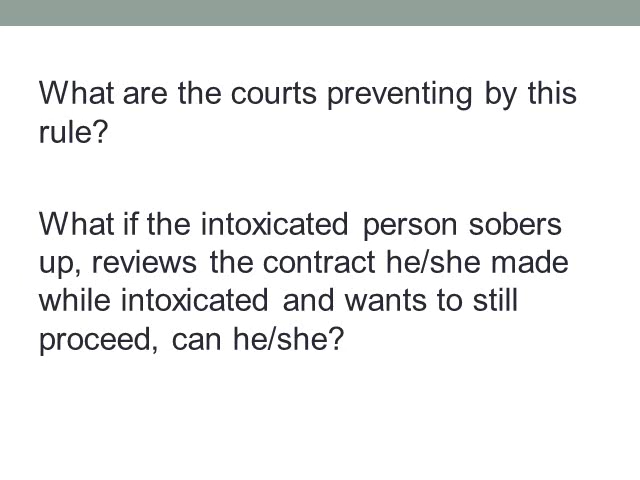 What are the courts preventing by this
rule?
What if the intoxicated person sobers
up, reviews the contract he/she made
while intoxicated and wants to still
proceed, can he/she?